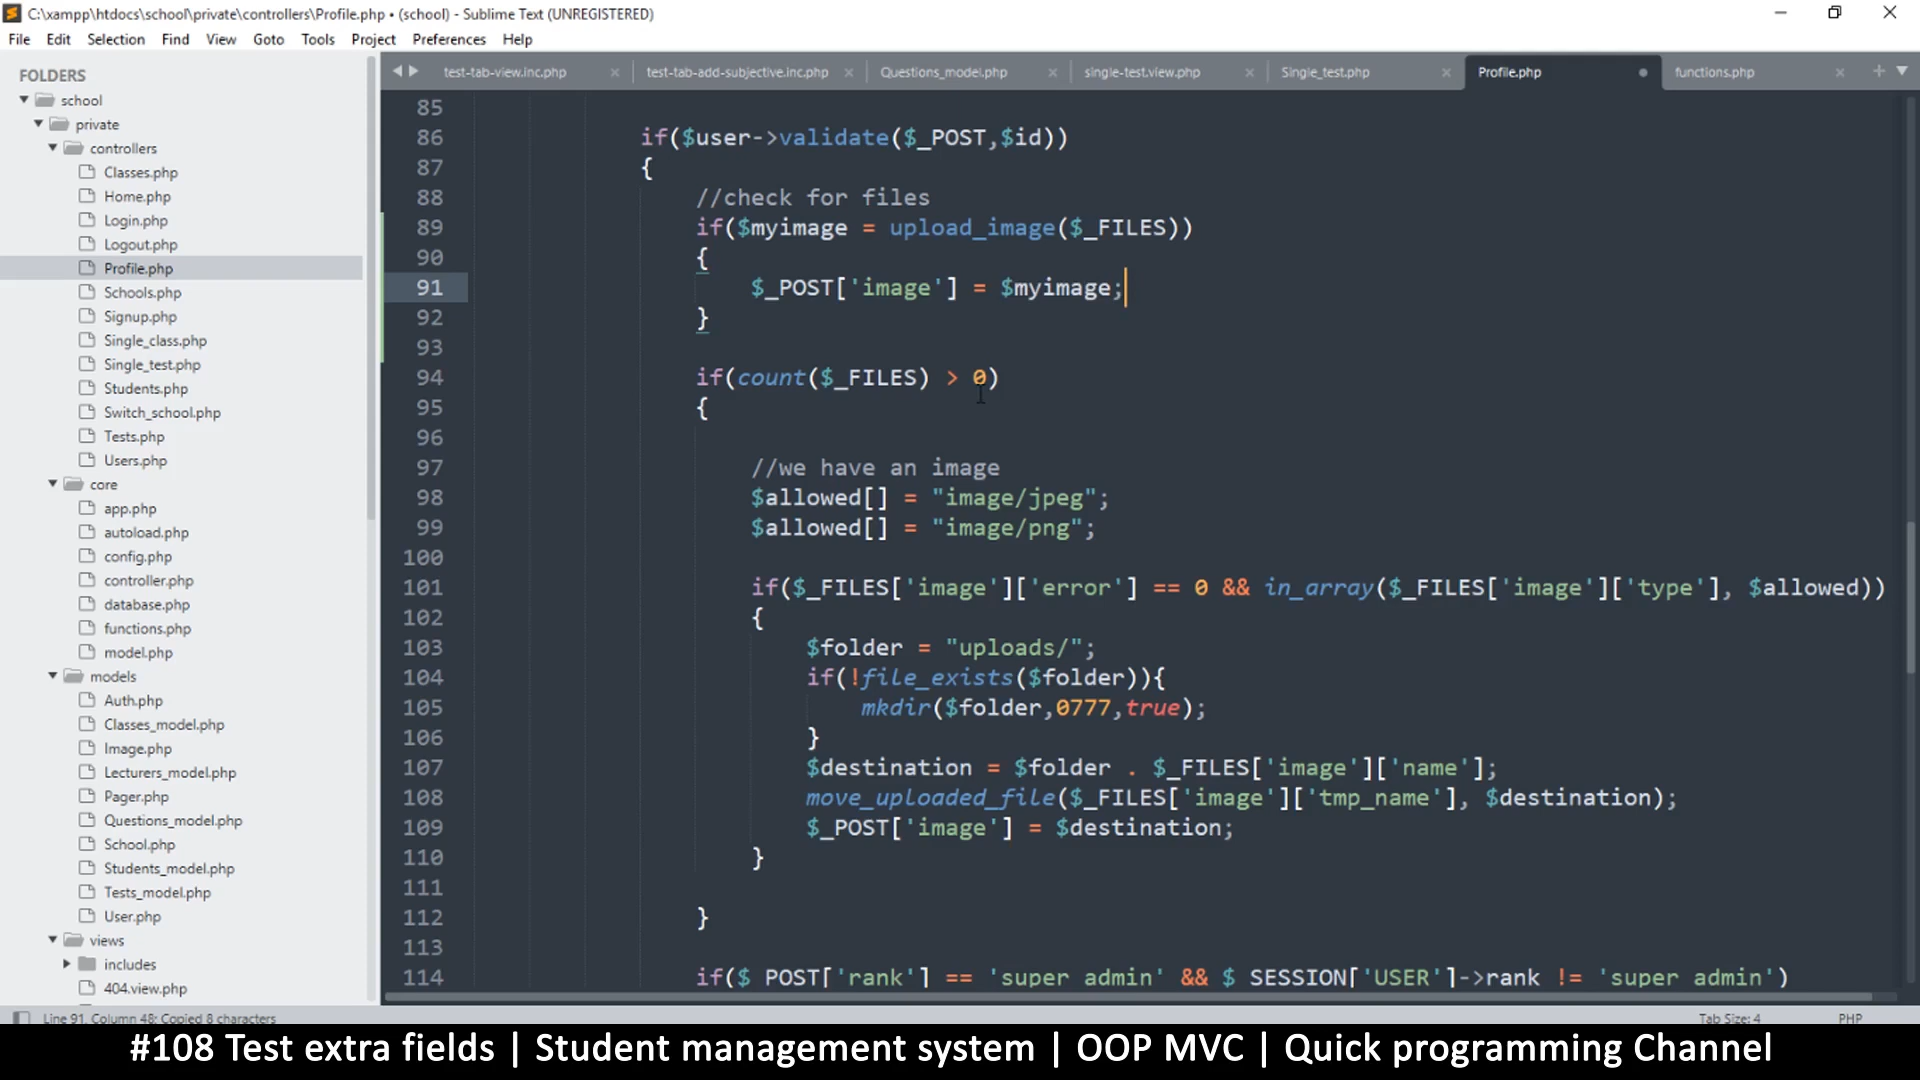 C:\xampp\htdocs\school\private\controllers\Profile.php • (school) - Sublime Text (UNREGISTERED)
File Edit Selection Find View Goto Tools Project Preferences Help
FOLDERS
school
private
controllers
Classes.php
Home.php
Login.php
Logout.php
Profile.php
Schools.php
Signup.php
Single_class.php
Single_test.php
Students.php
Switch_school.php
Tests.php
Users.php
core
app.php
autoload.php
config.php
controller.php
database.php
functions.php
model.php
models
Auth.php
Classes_model.php
Image.php
Lecturers_model.php
Pager.php
Questions_model.php
School.php
Students_model.php
Tests_model.php
User.php
views
includes
404.view.php
test-tab-view.inc.php test-tab-add-subjective.inc.php Questions_model.php single-test.view.php Single_test.php Profile.php functions.php
85
86 if($user->validate($_POST,$id))
87 {
88 //check for files
89 if($myimage = upload_image($_FILES))
90 {
91 $_POST['image'] = $myimage;
92 }
93
94 if(count($_FILES) > 0)
95 {
96
97 //we have an image
98 $allowed[] = "image/jpeg";
99 $allowed[] = "image/png";
100
101 if($_FILES['image']['error'] == 0 && in_array($_FILES['image']['type'], $allowed))
102 {
103 $folder = "uploads/";
104 if(!file_exists($folder)){
105 mkdir($folder,0777,true);
106 }
107 $destination = $folder . $_FILES['image']['name'];
108 move_uploaded_file($_FILES['image']['tmp_name'], $destination);
109 $_POST['image'] = $destination;
110 }
111
112 }
113
114 if($_POST['rank'] == 'super_admin' && $_SESSION['USER']->rank != 'super_admin')
Line 91, Column 48; Copied 8 characters Tab Size: 4 PHP
#108 Test extra fields | Student management system | OOP MVC | Quick programming Channel